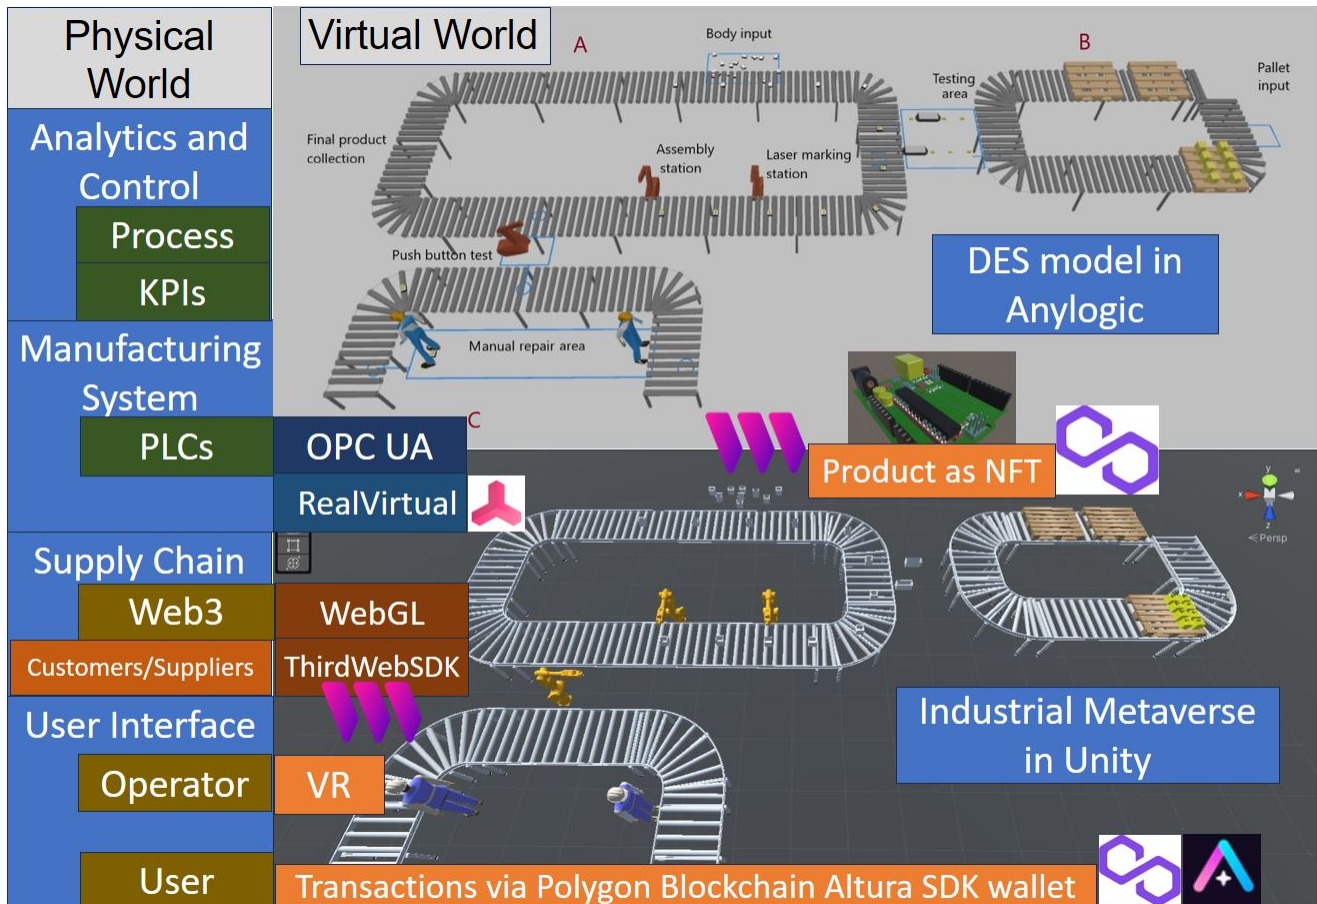 Physical
World
Virtual World
A
Body input
B
Testing
area
Pallet
input
Analytics and
Control
Process
KPIs
Final product
collection
Assembly
station
Laser marking
station
Push button test
Manual repair area
DES model in
Anylogic
Manufacturing
System
PLCs
OPC UA
C
RealVirtual
Product as NFT
y
x
z
Persp
Supply Chain
Web3
WebGL
Customers/Suppliers
ThirdWebSDK
User Interface
Operator
VR
Industrial Metaverse
in Unity
User
Transactions via Polygon Blockchain Altura SDK wallet